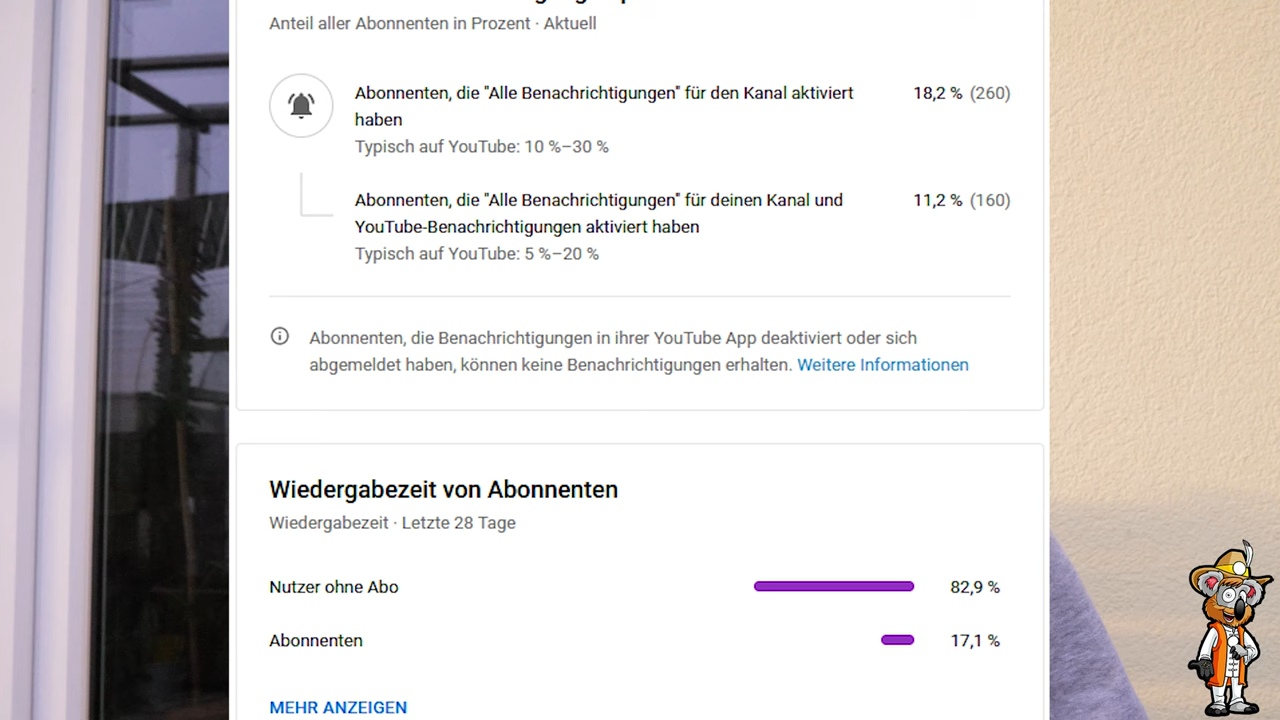 Anteil aller Abonnenten in Prozent · Aktuell
Abonnenten, die "Alle Benachrichtigungen" für den Kanal aktiviert
haben
18,2 % (260)
Typisch auf YouTube: 10 %–30 %
Abonnenten, die "Alle Benachrichtigungen" für deinen Kanal und
YouTube-Benachrichtigungen aktiviert haben
11,2 % (160)
Typisch auf YouTube: 5 %–20 %
Abonnenten, die Benachrichtigungen in ihrer YouTube App deaktiviert oder sich
abgemeldet haben, können keine Benachrichtigungen erhalten. Weitere Informationen
Wiedergabezeit von Abonnenten
Wiedergabezeit · Letzte 28 Tage
Nutzer ohne Abo 82,9 %
Abonnenten 17,1 %
MEHR ANZEIGEN